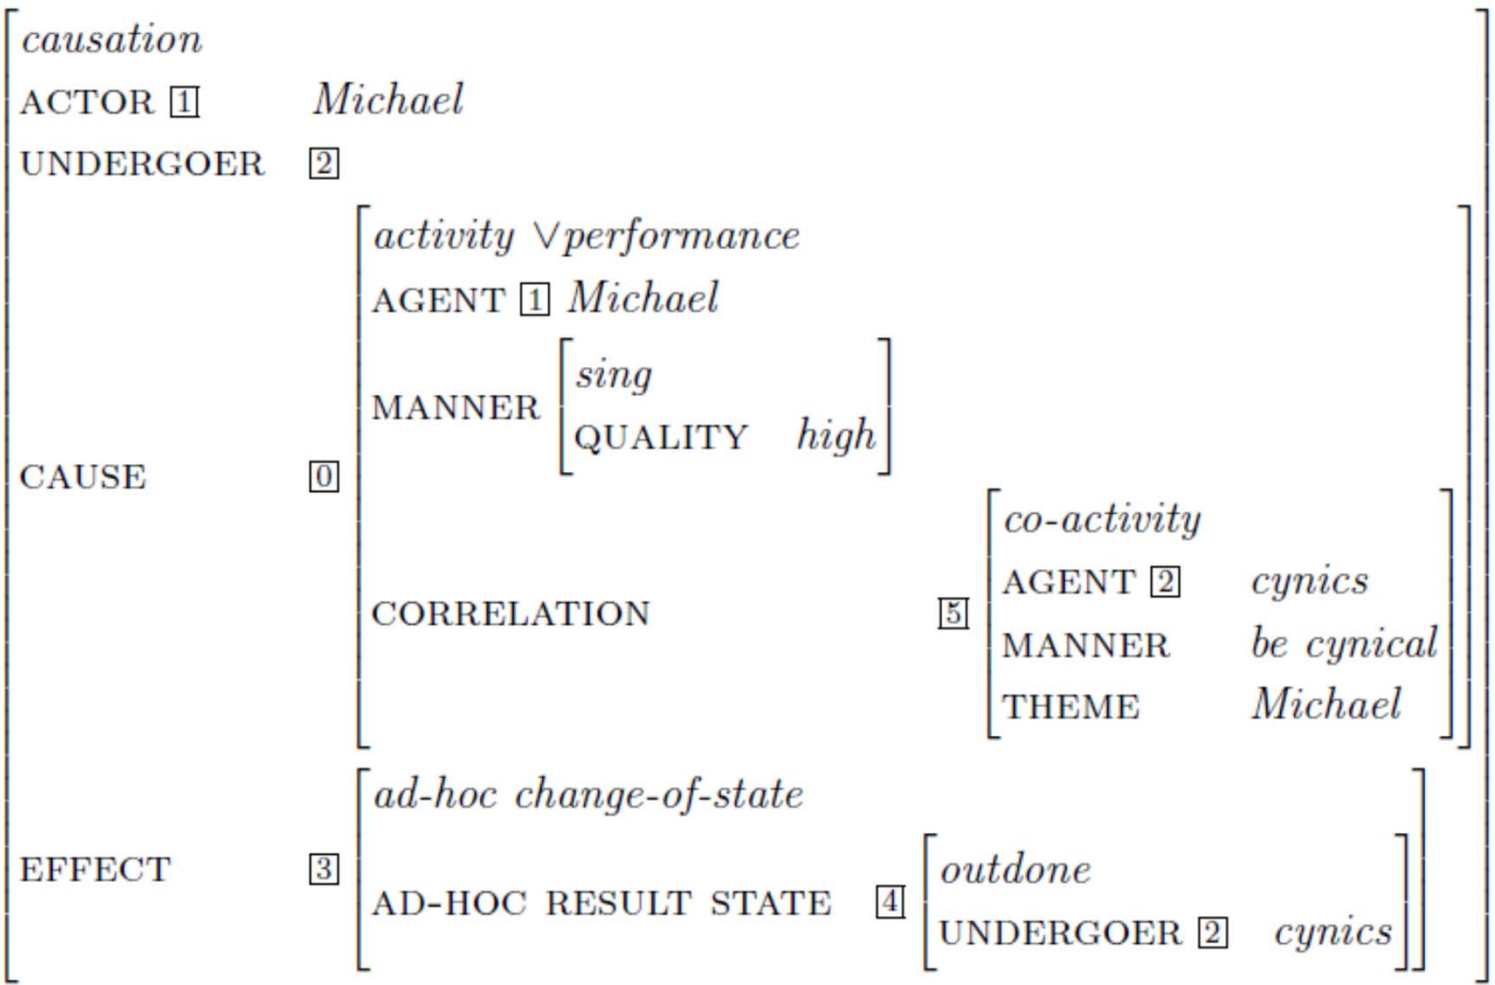 causation
ACTOR 1 Michael
UNDERGOER 2
activity ∨performance
AGENT 1 Michael
sing
MANNER
QUALITY high
CAUSE 0
co-activity
AGENT 2 cynics
CORRELATION 5
MANNER be cynical
THEME Michael
ad-hoc change-of-state
EFFECT 3
outdone
AD-HOC RESULT STATE 4
UNDERGOER 2 cynics